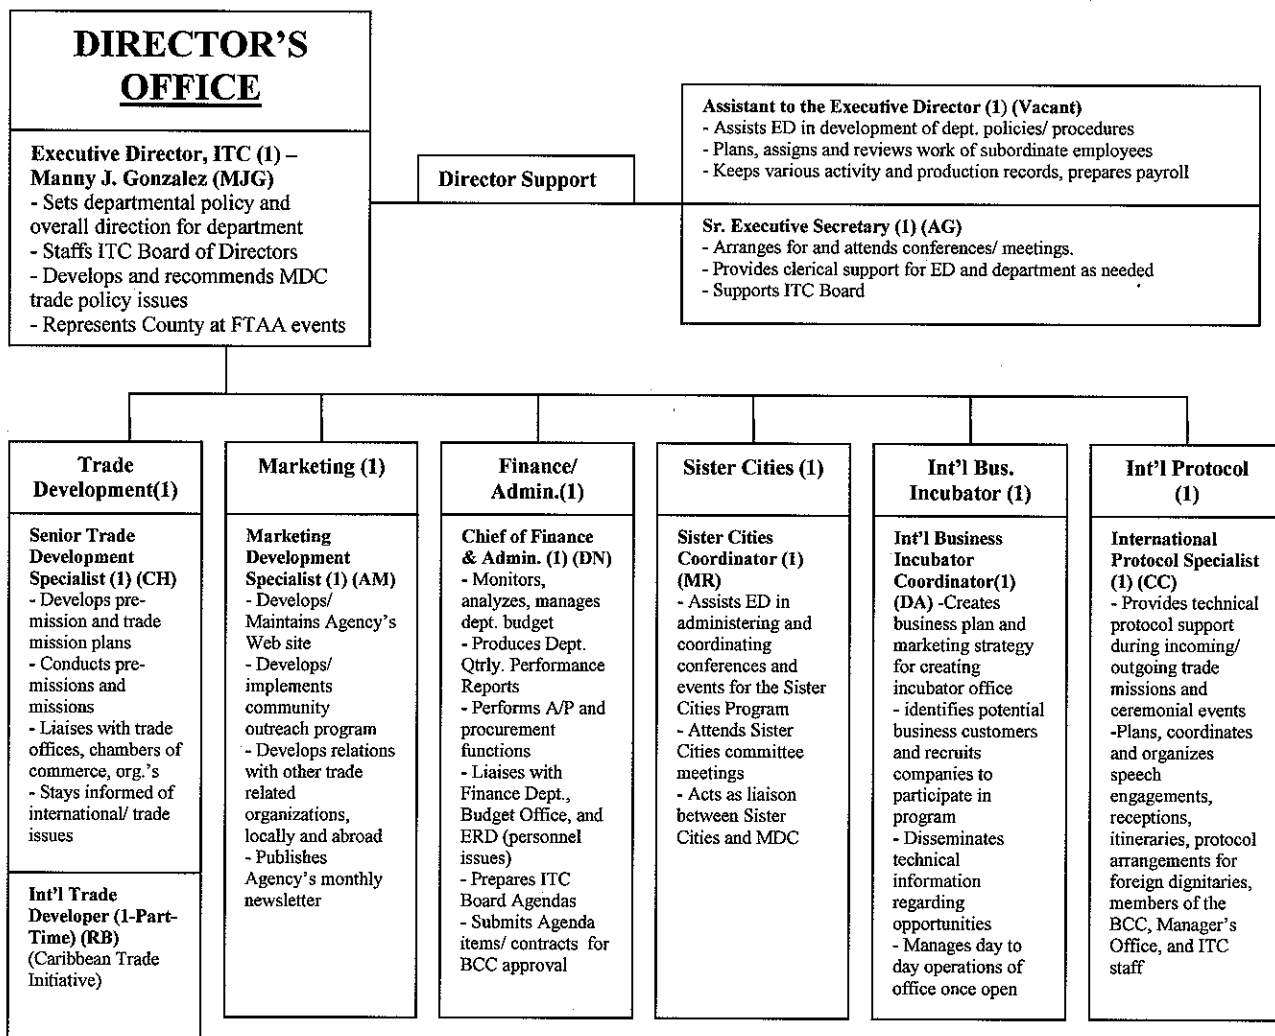 DIRECTOR'S
OFFICE
Executive Director, ITC (1) –
Manny J. Gonzalez (MJG)
- Sets departmental policy and
overall direction for department
- Staffs ITC Board of Directors
- Develops and recommends MDC
trade policy issues
- Represents County at FTAA events
Director Support
Assistant to the Executive Director (1) (Vacant)
- Assists ED in development of dept. policies/ procedures
- Plans, assigns and reviews work of subordinate employees
- Keeps various activity and production records, prepares payroll
Sr. Executive Secretary (1) (AG)
- Arranges for and attends conferences/ meetings.
- Provides clerical support for ED and department as needed
- Supports ITC Board
Trade
Development(1)
Senior Trade
Development
Specialist (1) (CH)
- Develops pre-
mission and trade
mission plans
- Conducts pre-
missions and
missions
- Liaises with trade
offices, chambers of
commerce, org.'s
- Stays informed of
international/ trade
issues
Int'l Trade
Developer (1-Part-
Time) (RB)
(Caribbean Trade
Initiative)
Marketing (1)
Marketing
Development
Specialist (1) (AM)
- Develops/
Maintains Agency's
Web site
- Develops/
implements
community
outreach program
- Develops relations
with other trade
related
organizations,
locally and abroad
- Publishes
Agency's monthly
newsletter
Finance/
Admin.(1)
Chief of Finance
& Admin. (1) (DN)
- Monitors,
analyzes, manages
dept. budget
- Produces Dept.
Qtrly. Performance
Reports
- Performs A/P and
procurement
functions
- Liaises with
Finance Dept.,
Budget Office, and
ERD (personnel
issues)
- Prepares ITC
Board Agendas
- Submits Agenda
items/ contracts for
BCC approval
Sister Cities (1)
Sister Cities
Coordinator (1)
(MR)
- Assists ED in
administering and
coordinating
conferences and
events for the Sister
Cities Program
- Attends Sister
Cities committee
meetings
- Acts as liaison
between Sister
Cities and MDC
Int'l Bus.
Incubator (1)
Int'l Business
Incubator
Coordinator(1)
(DA) -Creates
business plan and
marketing strategy
for creating
incubator office
- identifies potential
business customers
and recruits
companies to
participate in
program
- Disseminates
technical
information
regarding
opportunities
- Manages day to
day operations of
office once open
Int'l Protocol
(1)
International
Protocol Specialist
(1) (CC)
- Provides technical
protocol support
during incoming/
outgoing trade
missions and
ceremonial events
-Plans, coordinates
and organizes
speech
engagements,
receptions,
itineraries, protocol
arrangements for
foreign dignitaries,
members of the
BCC, Manager's
Office, and ITC
staff